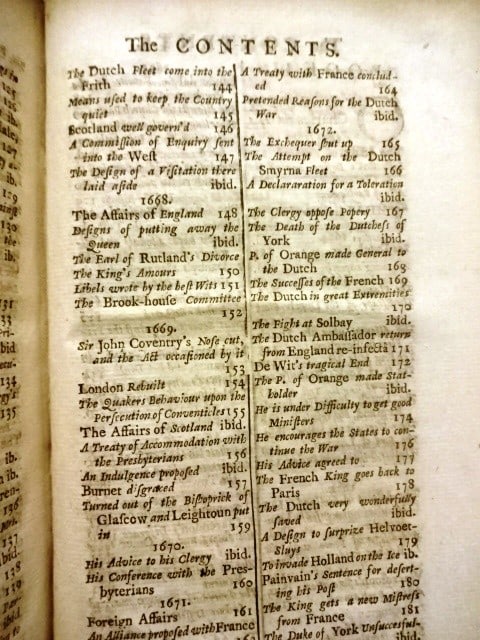 The CONTENTS.
The Dutch Fleet come into the
Frith 144
Means used to keep the Country
quiet 145
Scotland well govern'd 146
A Commission of Enquiry sent
into the West 147
The Design of a Visitation there
laid aside ibid.
1668.
The Affairs of England 148
Designs of putting away the
Queen ibid.
The Earl of Rutland's Divorce
The King's Amours 150
Libels wrote by the best Wits 151
The Brook-house Committee
152
1669.
Sir John Coventry's Nose cut,
and the Act occasioned by it
153
London Rebuilt 154
The Quakers Behaviour upon the
Persecution of Conventicles 155
The Affairs of Scotland ibid.
A Treaty of Accommodation with
the Presbyterians 156
An Indulgence proposed ibid.
Burnet disgraced 157
Turned out of the Bishoprick of
Glascow and Leightoun put
in 159
1670.
His Advice to his Clergy ibid.
His Conference with the Pres-
byterians 160
1671.
Foreign Affairs 161
An Alliance proposed with France
A Treaty with France conclud-
ed 164
Pretended Reasons for the Dutch
War ibid.
1672.
The Exchequer shut up 165
The Attempt on the Dutch
Smyrna Fleet 166
A Declararation for a Toleration
ibid.
The Clergy oppose Popery 167
The Death of the Dutchess of
York ibid.
P. of Orange made General to
the Dutch 168
The Successes of the French 169
The Dutch in great Extremities
170
The Fight at Solbay ibid.
The Dutch Ambassador return
from England re-infecta 171
De Wit's tragical End 172
The P. of Orange made Stat-
holder ibid.
He is under Difficulty to get good
Ministers 174
He encourages the States to con-
tinue the War 176
His Advice agreed to 177
The French King goes back to
Paris 178
The Dutch very wonderfully
saved ibid.
A Design to surprize Helvoet-
Sluys 179
To invade Holland on the Ice ib.
Painvain's Sentence for desert-
ing his Post 180
The King gets a new Mistress
from France 181
The Duke of York Unsuccesf-
ibid.
131
33
134
135
ib.
ib.
137
138
139
ib.